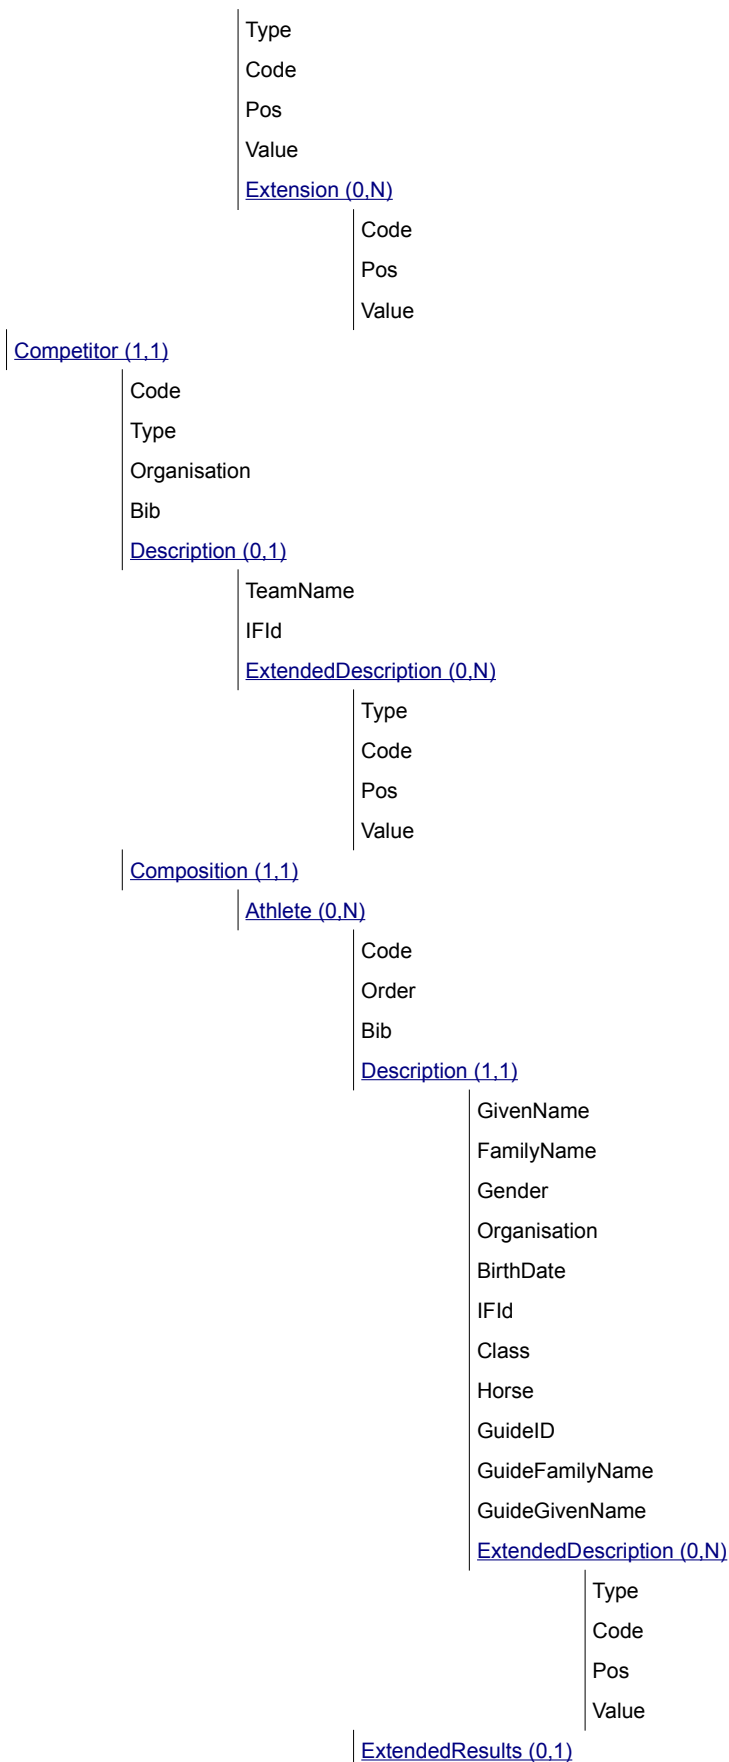 Type
Code
Pos
Value
Extension (0,N)
Code
Pos
Value
Competitor (1,1)
Code
Type
Organisation
Bib
Description (0,1)
TeamName
IFId
ExtendedDescription (0,N)
Type
Code
Pos
Value
Composition (1,1)
Athlete (0,N)
Code
Order
Bib
Description (1,1)
GivenName
FamilyName
Gender
Organisation
BirthDate
IFId
Class
Horse
GuideID
GuideFamilyName
GuideGivenName
ExtendedDescription (0,N)
Type
Code
Pos
Value
ExtendedResults (0,1)